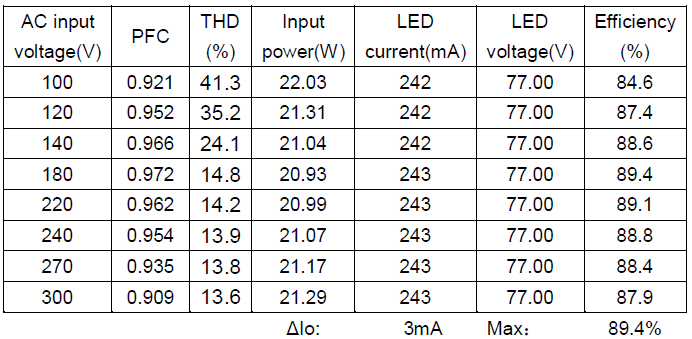 AC input voltage(V) PFC THD (%) Input power(W) LED current(mA) LED voltage(V) Efficiency (%)
100 0.921 41.3 22.03 242 77.00 84.6
120 0.952 35.2 21.31 242 77.00 87.4
140 0.966 24.1 21.04 242 77.00 88.6
180 0.972 14.8 20.93 243 77.00 89.4
220 0.962 14.2 20.99 243 77.00 89.1
240 0.954 13.9 21.07 243 77.00 88.8
270 0.935 13.8 21.17 243 77.00 88.4
300 0.909 13.6 21.29 243 77.00 87.9
ΔIo: 3mA Max： 89.4%